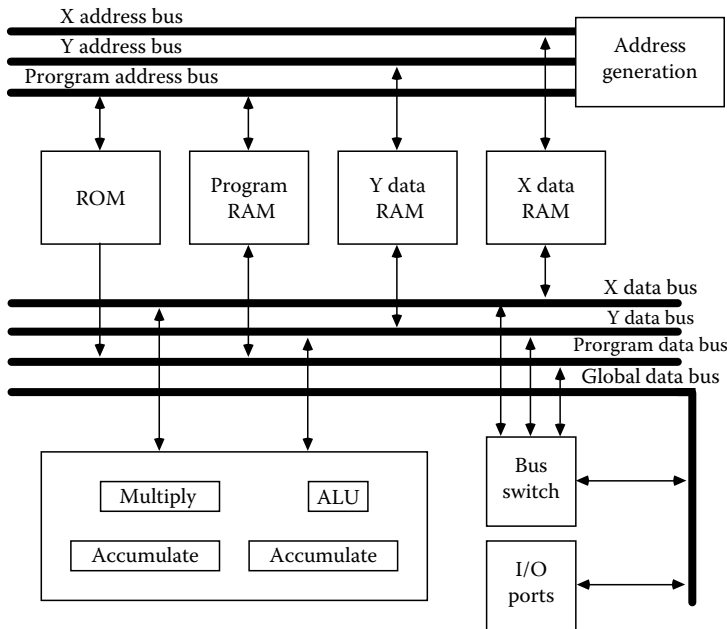 X address bus
Y address bus
Prorgram address bus
Address
generation
ROM
Program
RAM
Y data
RAM
X data
RAM
X data bus
Y data bus
Prorgram data bus
Global data bus
Multiply
ALU
Accumulate
Accumulate
Bus
switch
I/O
ports